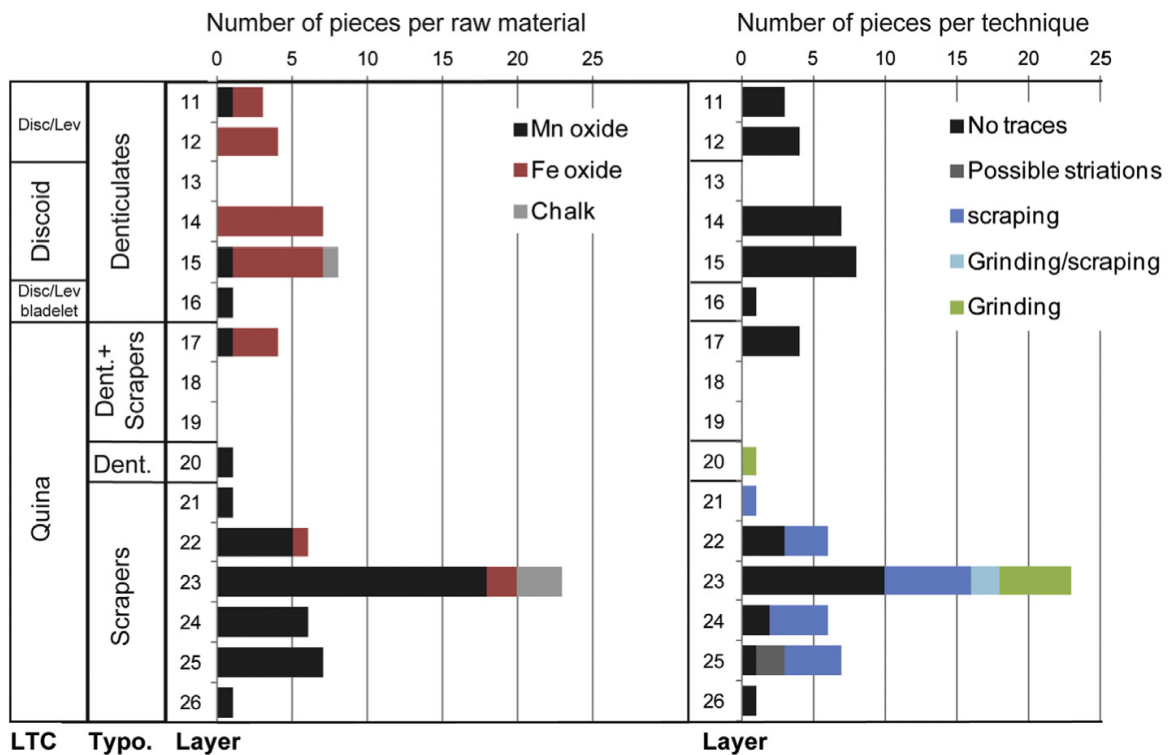 Number of pieces per raw material
0 5 10 15 20 25
Disc/Lev
Discoid
Disc/Lev
bladelet
Quina
Denticulates
Dent.+
Scrapers
Dent.
Scrapers
11
12
13
14
15
16
17
18
19
20
21
22
23
24
25
26
Mn oxide
Fe oxide
Chalk
LTC Typo. Layer
Number of pieces per technique
0 5 10 15 20 25
11
12
13
14
15
16
17
18
19
20
21
22
23
24
25
26
No traces
Possible striations
scraping
Grinding/scraping
Grinding
Layer